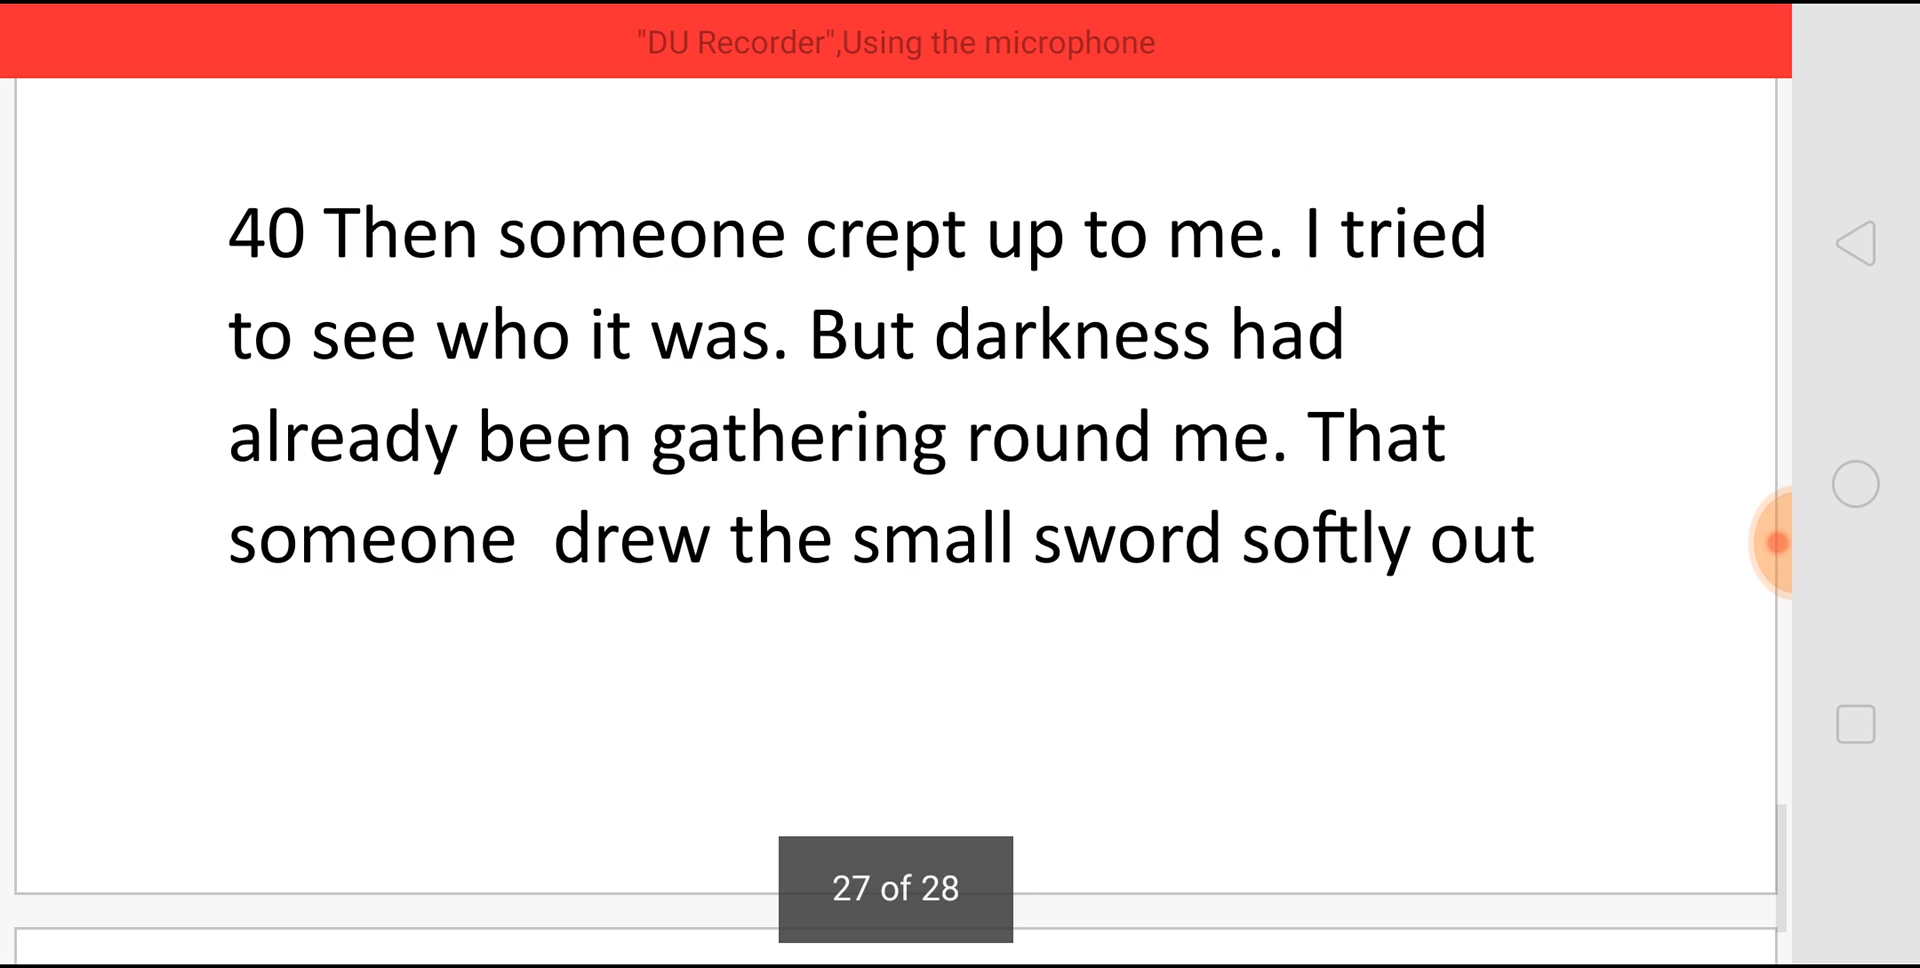 "DU Recorder",Using the microphone
40 Then someone crept up to me. I tried
to see who it was. But darkness had
already been gathering round me. That
someone  drew the small sword softly out
27 of 28